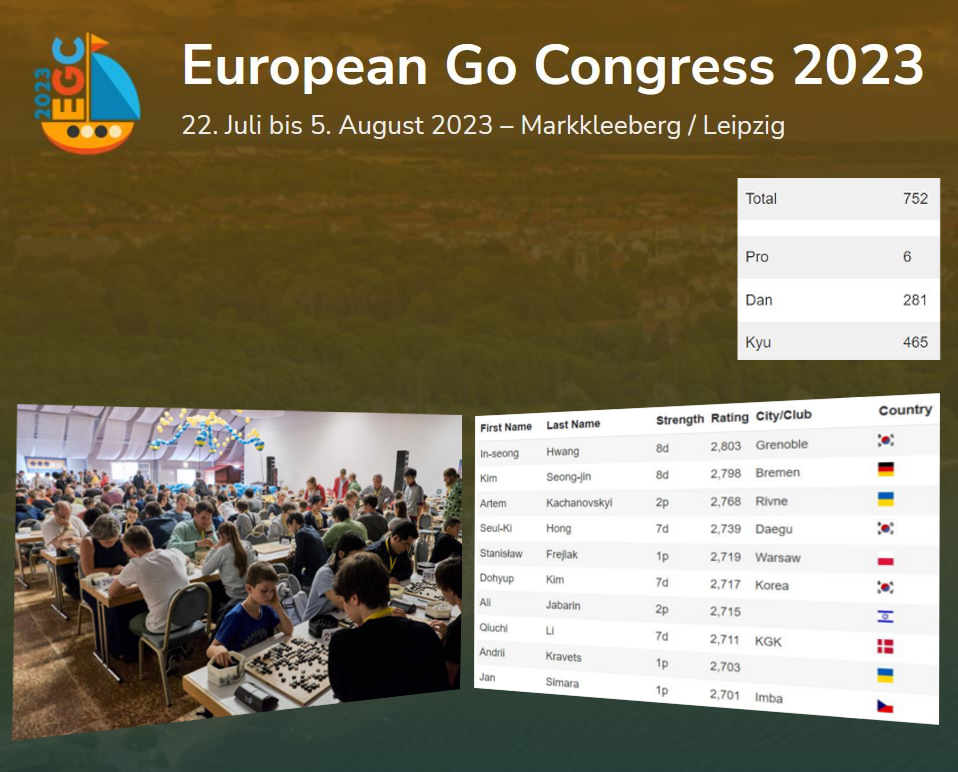 2023
EGC
European Go Congress 2023
22. Juli bis 5. August 2023 – Markkleeberg / Leipzig
Total 752
Pro 6
Dan 281
Kyu 465
First Name Last Name Strength Rating City/Club Country
In-seong Hwang 8d 2,803 Grenoble
Kim Seong-jin 8d 2,798 Bremen
Artem Kachanovskyi 2p 2,768 Rivne
Seul-Ki Hong 7d 2,739 Daegu
Stanisław Frejlak 1p 2,719 Warsaw
Dohyup Kim 7d 2,717 Korea
Ali Jabarin 2p 2,715
Qiuchi Li 7d 2,711 KGK
Andrii Kravets 1p 2,703
Jan Simara 1p 2,701 Imba